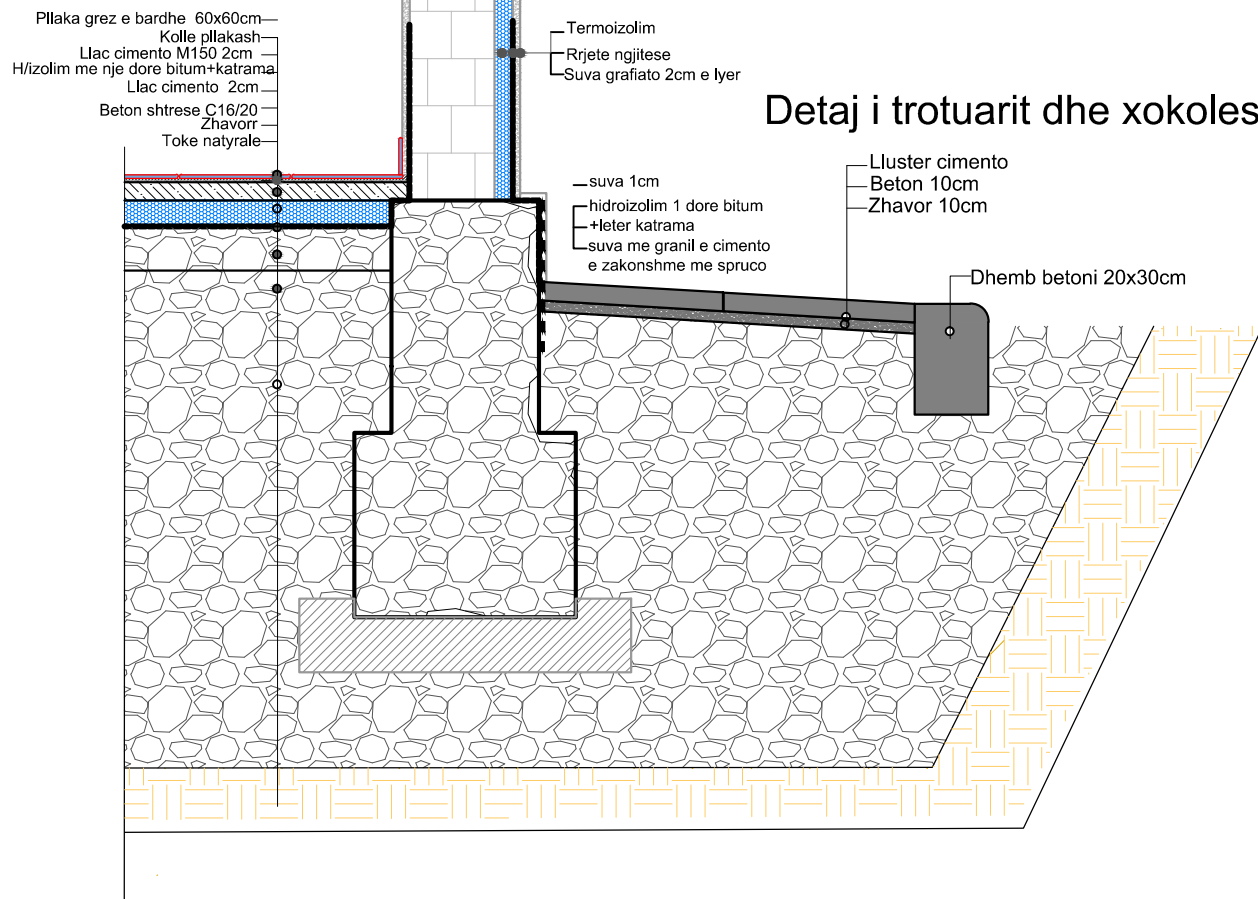 Pllaka grez e bardhe 60x60cm
Kolle pllakash
Llac cimento M150 2cm
H/izolim me nje dore bitum+katrama
Llac cimento 2cm
Beton shtrese C16/20
Zhavorr
Toke natyrale
Termoizolim
Rrjete ngjitese
Suva grafiato 2cm e lyer
Detaj i trotuarit dhe xokoles
suva 1cm
hidroizolim 1 dore bitum
+leter katrama
suva me granil e cimento
e zakonshme me spruco
Lluster cimento
Beton 10cm
Zhavor 10cm
Dhemb betoni 20x30cm